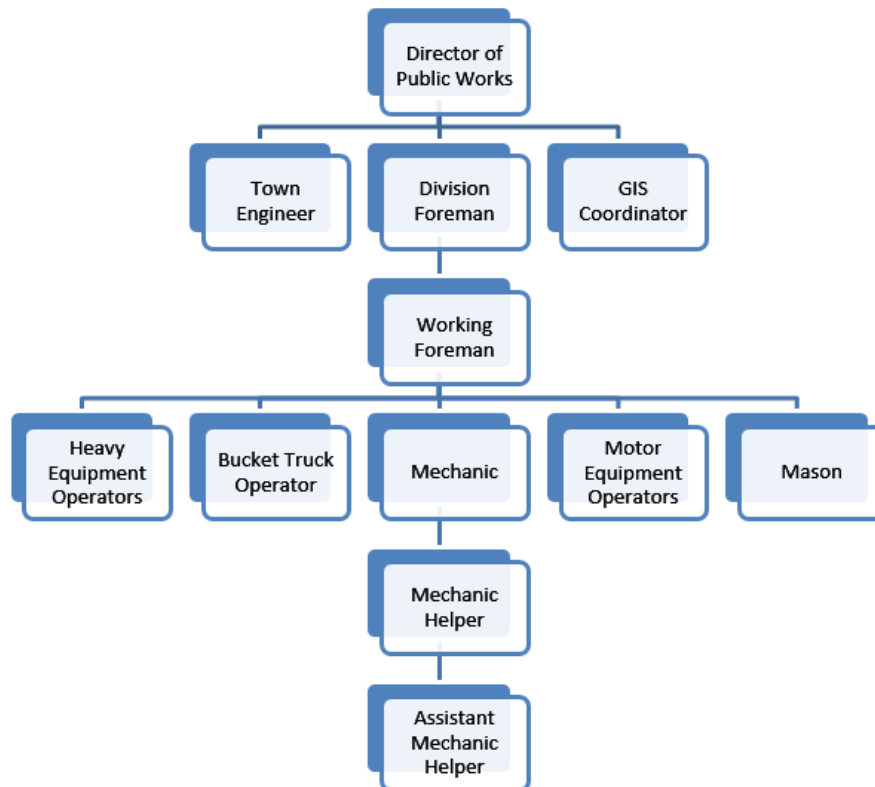 Director of
Public Works
Town
Engineer
Division
Foreman
GIS
Coordinator
Working
Foreman
Heavy
Equipment
Operators
Bucket Truck
Operator
Mechanic
Motor
Equipment
Operators
Mason
Mechanic
Helper
Assistant
Mechanic
Helper